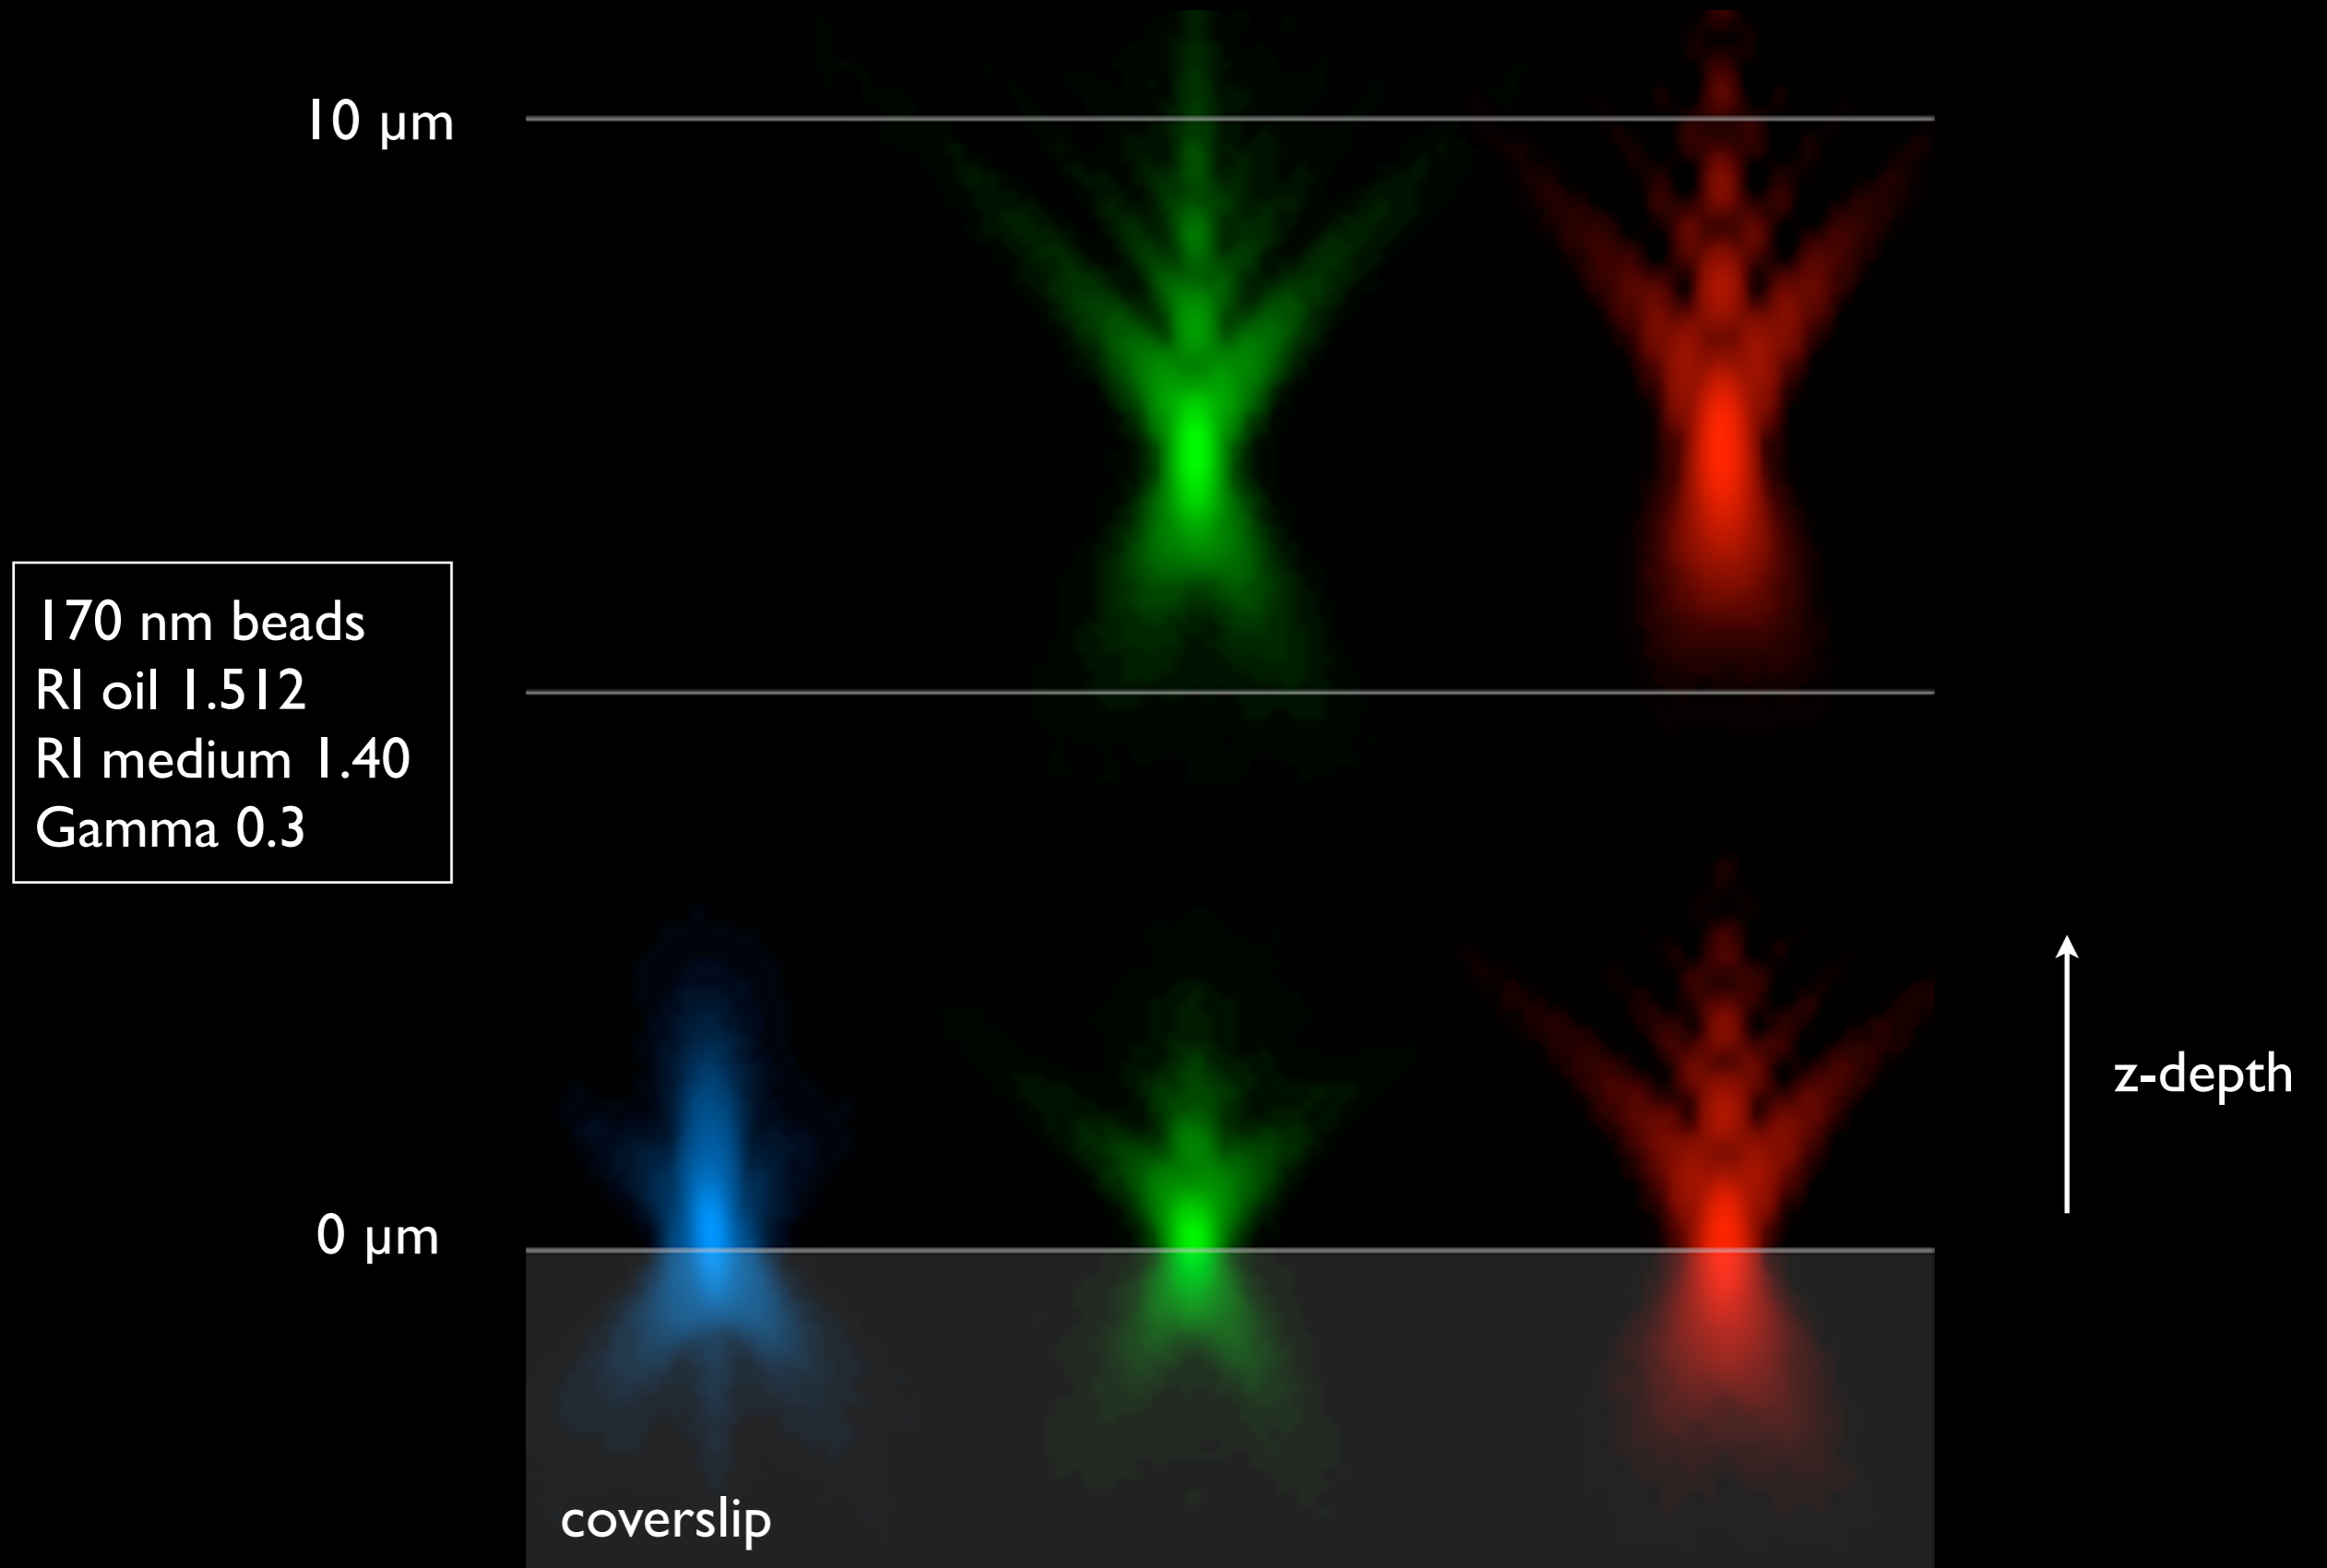 10 µm
170 nm beads
RI oil 1.512
RI medium 1.40
Gamma 0.3
z-depth
0 µm
coverslip